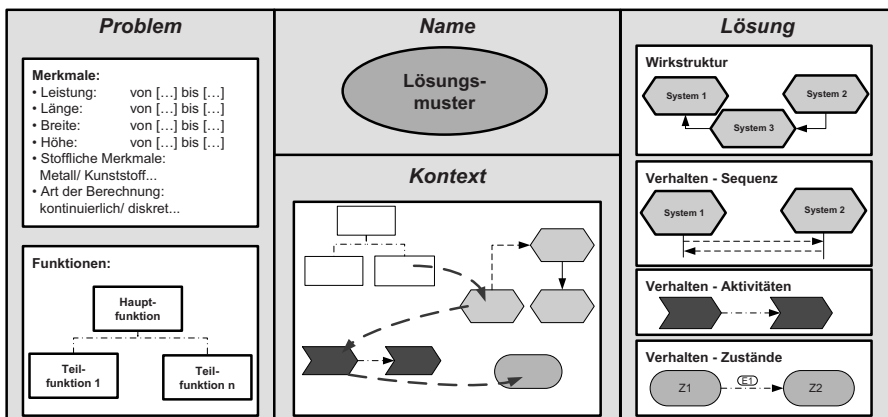 Problem
Merkmale:
• Leistung: von […] bis […]
• Länge: von […] bis […]
• Breite: von […] bis […]
• Höhe: von […] bis […]
• Stoffliche Merkmale:
Metall/ Kunststoff...
• Art der Berechnung:
kontinuierlich/ diskret...
Funktionen:
Haupt-
funktion
Teil-
funktion 1
Teil-
funktion n
Name
Lösungs-
muster
Kontext
Lösung
Wirkstruktur
System 1
System 2
System 3
Verhalten - Sequenz
System 1
System 2
Verhalten - Aktivitäten
Verhalten - Zustände
Z1
E1
Z2